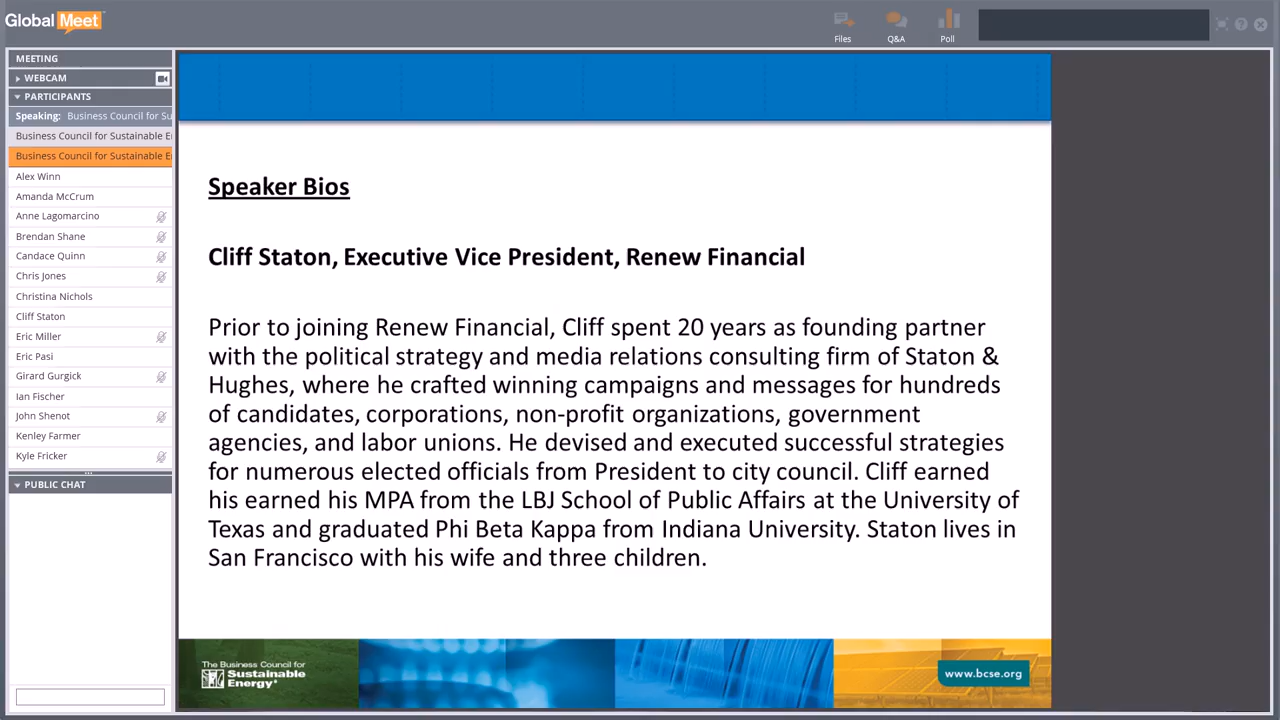 Global Meet
Files
Q&A
Poll
MEETING
WEBCAM
PARTICIPANTS
Speaking: Business Council for Su
Business Council for Sustainable E
Business Council for Sustainable E
Alex Winn
Amanda McCrum
Anne Lagomarcino
Brendan Shane
Candace Quinn
Chris Jones
Christina Nichols
Cliff Staton
Eric Miller
Eric Pasi
Girard Gurgick
Ian Fischer
John Shenot
Kenley Farmer
Kyle Fricker
PUBLIC CHAT
Speaker Bios
Cliff Staton, Executive Vice President, Renew Financial
Prior to joining Renew Financial, Cliff spent 20 years as founding partner
with the political strategy and media relations consulting firm of Staton &
Hughes, where he crafted winning campaigns and messages for hundreds
of candidates, corporations, non-profit organizations, government
agencies, and labor unions. He devised and executed successful strategies
for numerous elected officials from President to city council. Cliff earned
his earned his MPA from the LBJ School of Public Affairs at the University of
Texas and graduated Phi Beta Kappa from Indiana University. Staton lives in
San Francisco with his wife and three children.
The Business Council for
Sustainable
Energy®
www.bcse.org